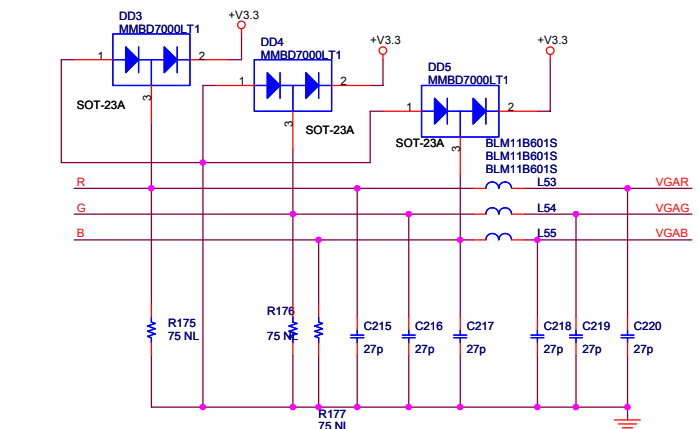 DD3
MMBD7000LT1
+V3.3
1
2
3
SOT-23A
DD4
MMBD7000LT1
+V3.3
1
2
3
SOT-23A
DD5
MMBD7000LT1
+V3.3
1
2
3
SOT-23A
BLM11B601S
BLM11B601S
BLM11B601S
R
L53
VGAR
G
L54
VGAG
B
L55
VGAB
R175
75 NL
R176
75 NL
C215
27p
C216
27p
C217
27p
C218
27p
C219
27p
C220
27p
R177
75 NL